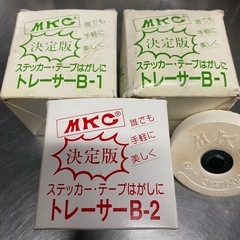 MKC
誰でも
手軽に
美しく
決定版
ステッカー・テープはがしに
トレーサーB-1
MKC
誰でも
手軽に
美しく
決定版
ステッカー・テープはがしに
トレーサーB-1
MKC
誰でも
手軽に
美しく
決定版
ステッカー・テープはがしに
トレーサーB-2